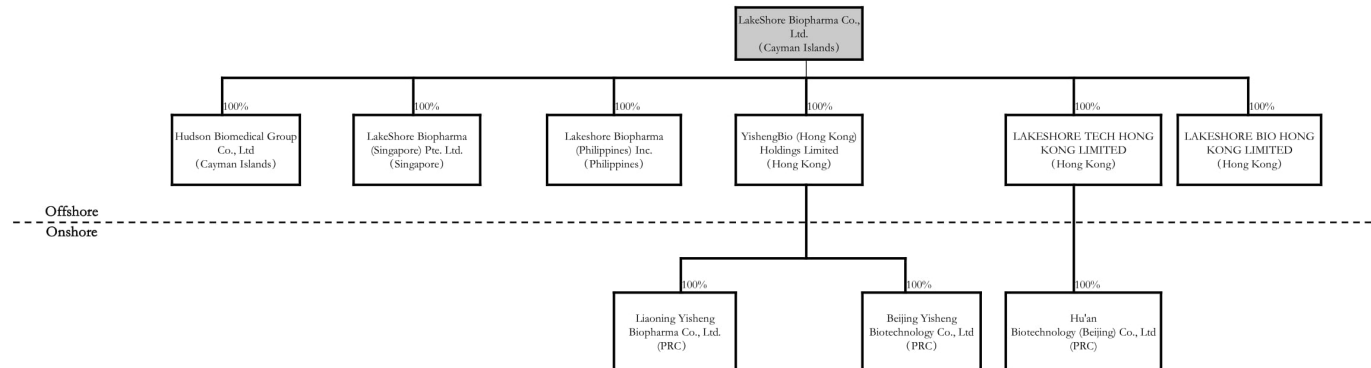 LakeShore Biopharma Co.,
Ltd.
(Cayman Islands)
100%
100%
100%
100%
100%
100%
Hudson Biomedical Group
Co., Ltd
(Cayman Islands)
LakeShore Biopharma
(Singapore) Pte. Ltd.
(Singapore)
Lakeshore Biopharma
(Philippines) Inc.
(Philippines)
YishengBio (Hong Kong)
Holdings Limited
(Hong Kong)
LAKESHORE TECH HONG
KONG LIMITED
(Hong Kong)
LAKESHORE BIO HONG
KONG LIMITED
(Hong Kong)
Offshore
Onshore
100%
100%
100%
Liaoning Yisheng
Biopharma Co., Ltd.
(PRC)
Beijing Yisheng
Biotechnology Co., Ltd
(PRC)
Hu'an
Biotechnology (Beijing) Co., Ltd
(PRC)